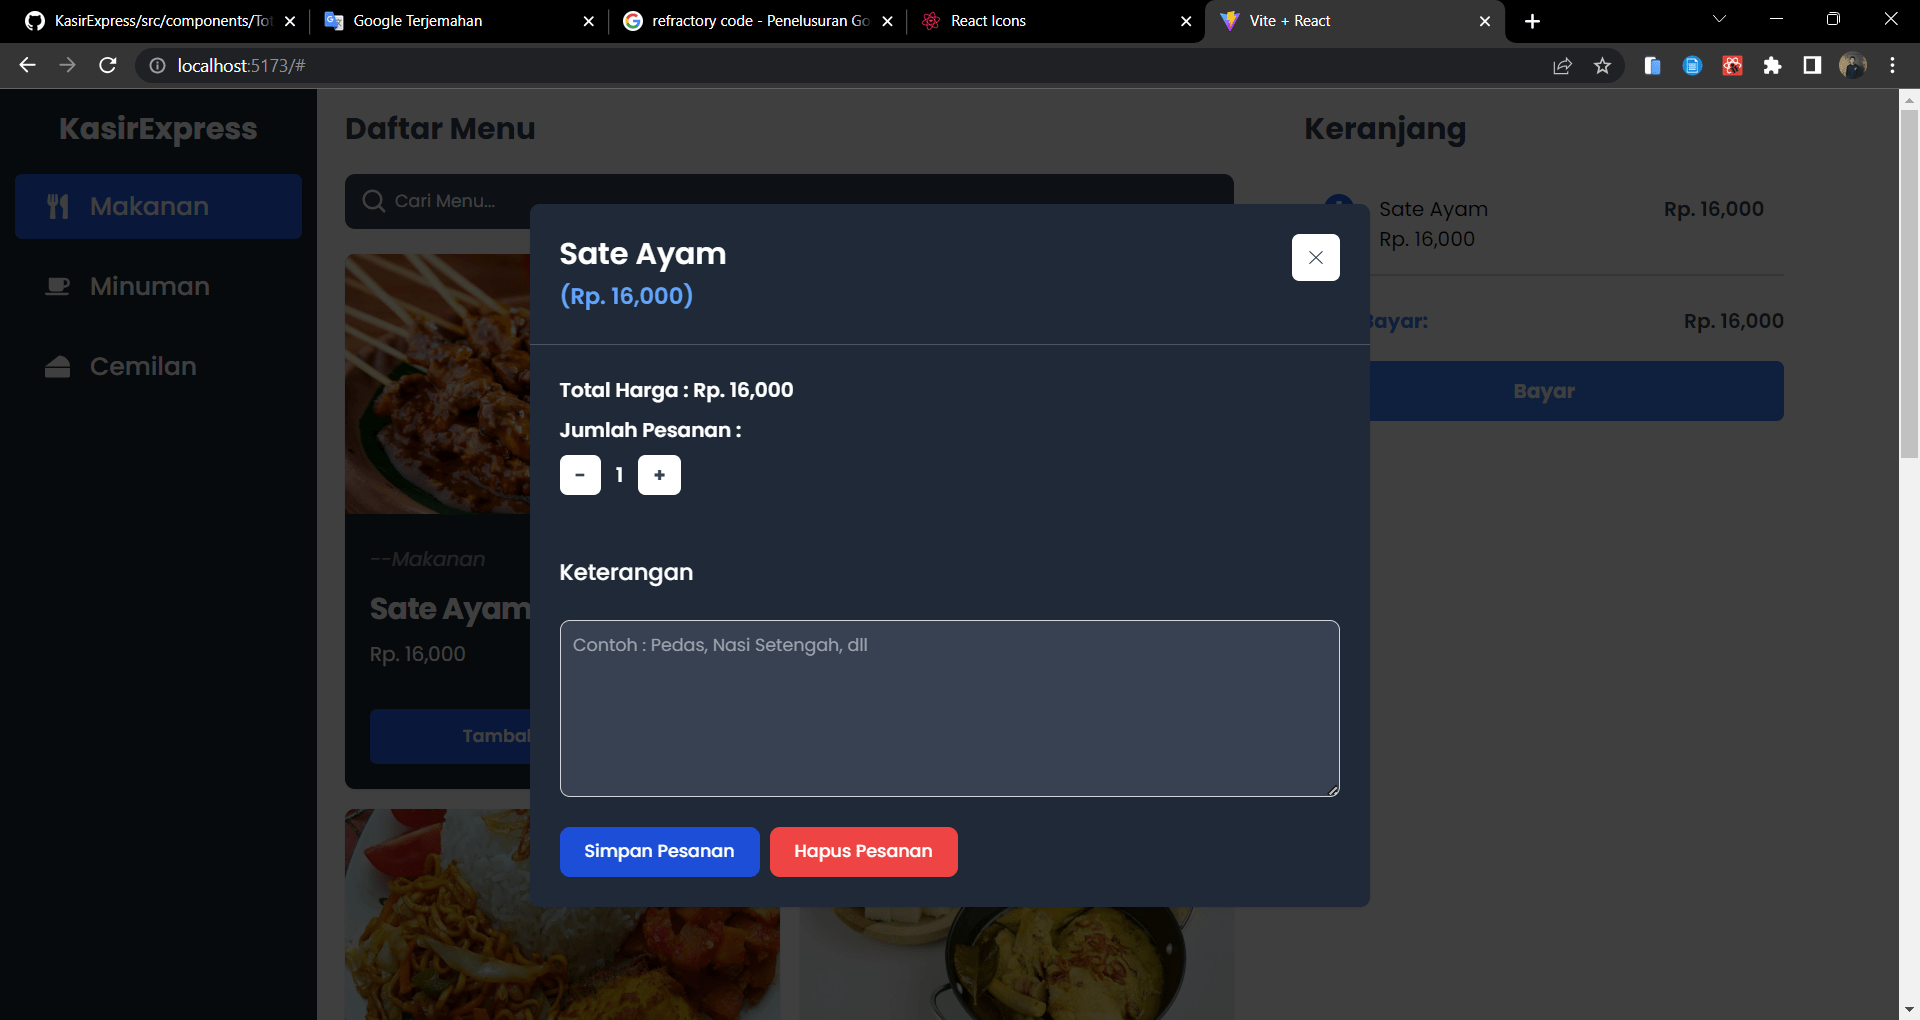 KasirExpress/src/components/Tot
Google Terjemahan
refractory code - Penelusuran Go
React Icons
Vite + React
localhost:5173/#
KasirExpress
Makanan
Minuman
Cemilan
Daftar Menu
Cari Menu...
--Makanan
Sate Ayam
Rp. 16,000
Tambah
Sate Ayam
(Rp. 16,000)
Total Harga : Rp. 16,000
Jumlah Pesanan :
- 1 +
Keterangan
Contoh : Pedas, Nasi Setengah, dll
Simpan Pesanan Hapus Pesanan
Keranjang
Sate Ayam Rp. 16,000
Rp. 16,000
Bayar: Rp. 16,000
Bayar